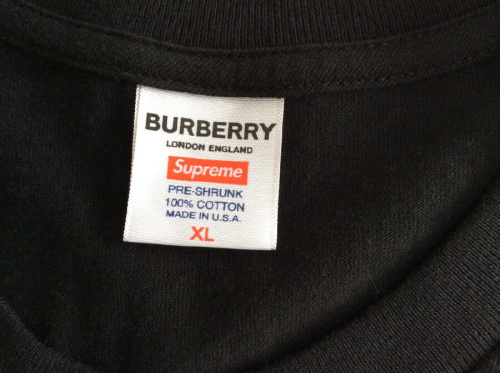 BURBERRY
LONDON ENGLAND
Supreme
PRE-SHRUNK
100% COTTON
MADE IN U.S.A.
XL